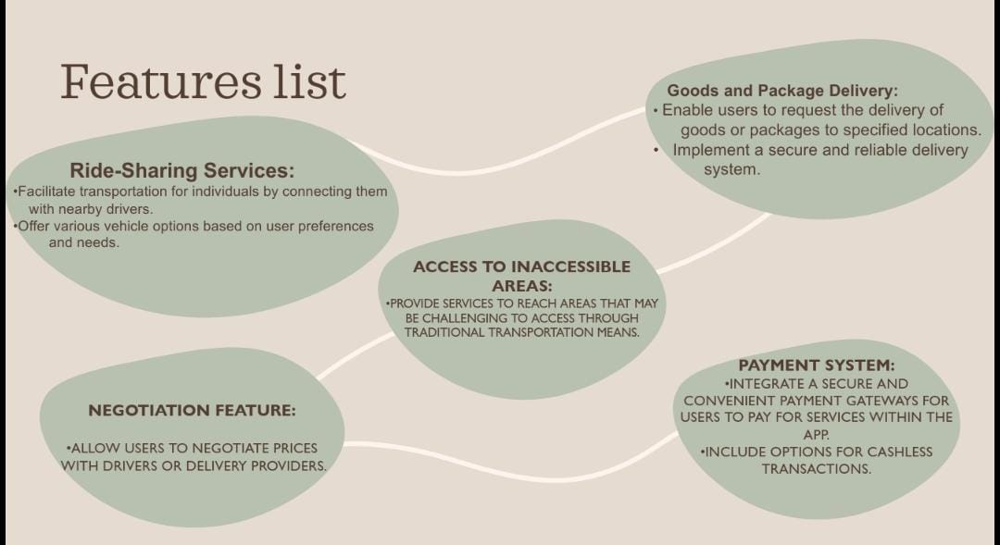 Features list
Ride-Sharing Services:
•Facilitate transportation for individuals by connecting them
with nearby drivers.
•Offer various vehicle options based on user preferences
and needs.
Goods and Package Delivery:
• Enable users to request the delivery of
goods or packages to specified locations.
• Implement a secure and reliable delivery
system.
ACCESS TO INACCESSIBLE
AREAS:
•PROVIDE SERVICES TO REACH AREAS THAT MAY
BE CHALLENGING TO ACCESS THROUGH
TRADITIONAL TRANSPORTATION MEANS.
NEGOTIATION FEATURE:
•ALLOW USERS TO NEGOTIATE PRICES
WITH DRIVERS OR DELIVERY PROVIDERS.
PAYMENT SYSTEM:
•INTEGRATE A SECURE AND
CONVENIENT PAYMENT GATEWAYS FOR
USERS TO PAY FOR SERVICES WITHIN THE
APP.
•INCLUDE OPTIONS FOR CASHLESS
TRANSACTIONS.